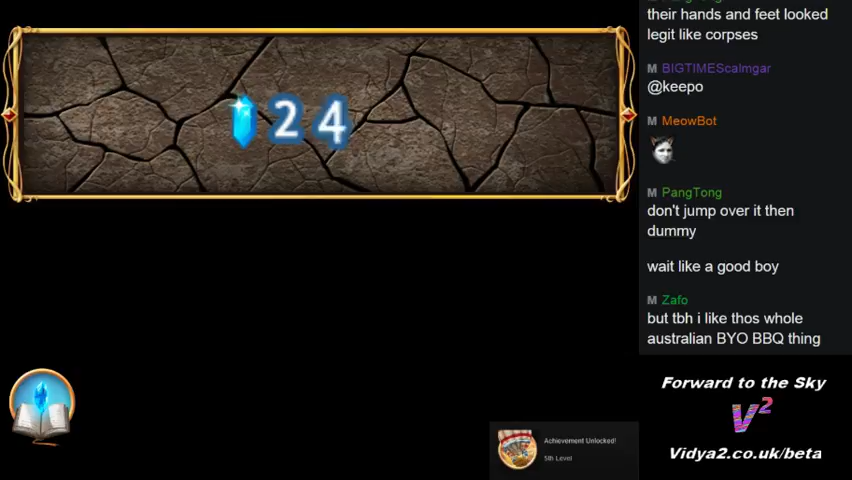 24
their hands and feet looked
legit like corpses
M BIGTIMEScalmgar
@keepo
M MeowBot
M PangTong
don't jump over it then
dummy
wait like a good boy
M Zafo
but tbh i like thos whole
australian BYO BBQ thing
Achievement Unlocked!
5th Level
Forward to the Sky
V²
Vidya2.co.uk/beta